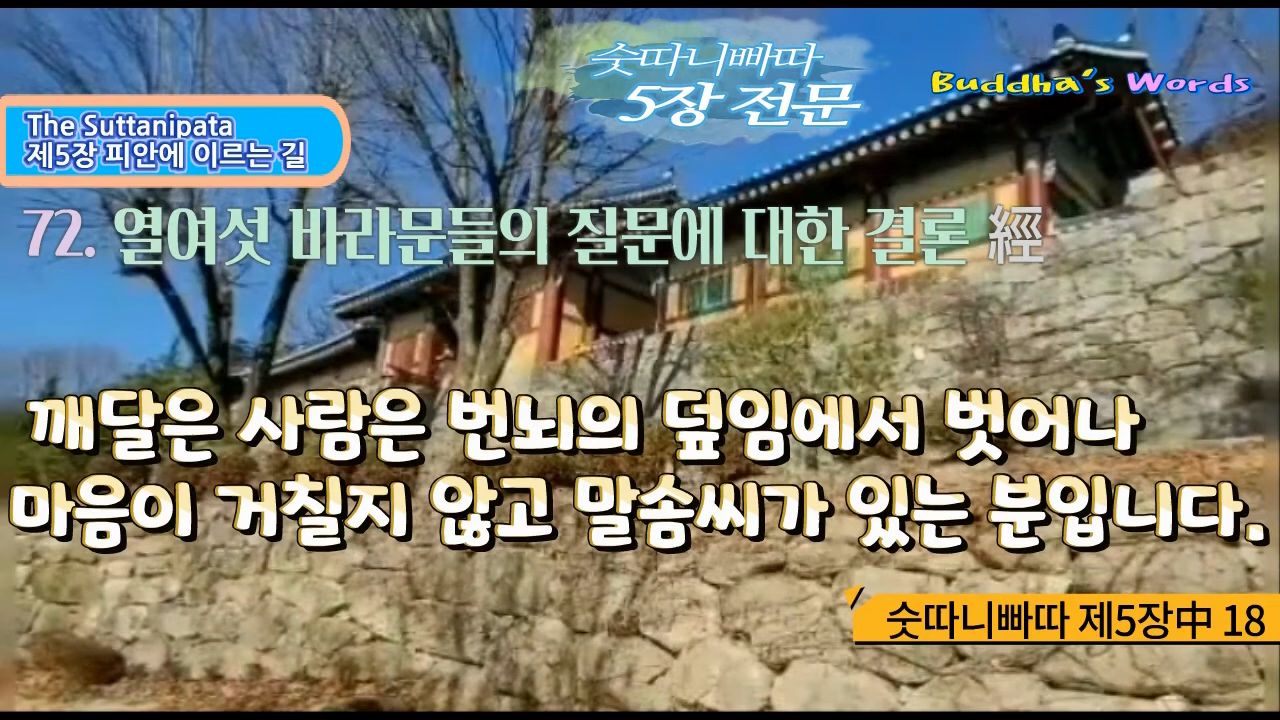 숫따니빠따
5장 전문
Buddha's Words
The Suttanipata
제5장 피안에 이르는 길
72. 열여섯 바라문들의 질문에 대한 결론 經
깨달은 사람은 번뇌의 덮임에서 벗어나
마음이 거칠지 않고 말솜씨가 있는 분입니다.
숫따니빠따 제5장中 18